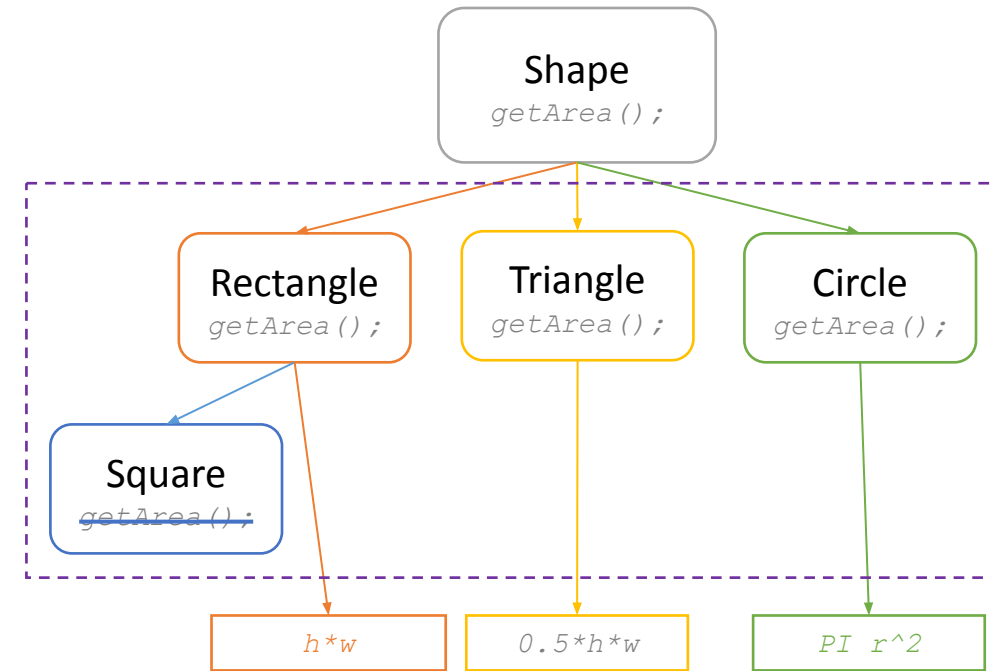 Shape
getArea();
Rectangle
getArea();
Triangle
getArea();
Circle
getArea();
Square
getArea();
h*w
0.5*h*w
PI r^2